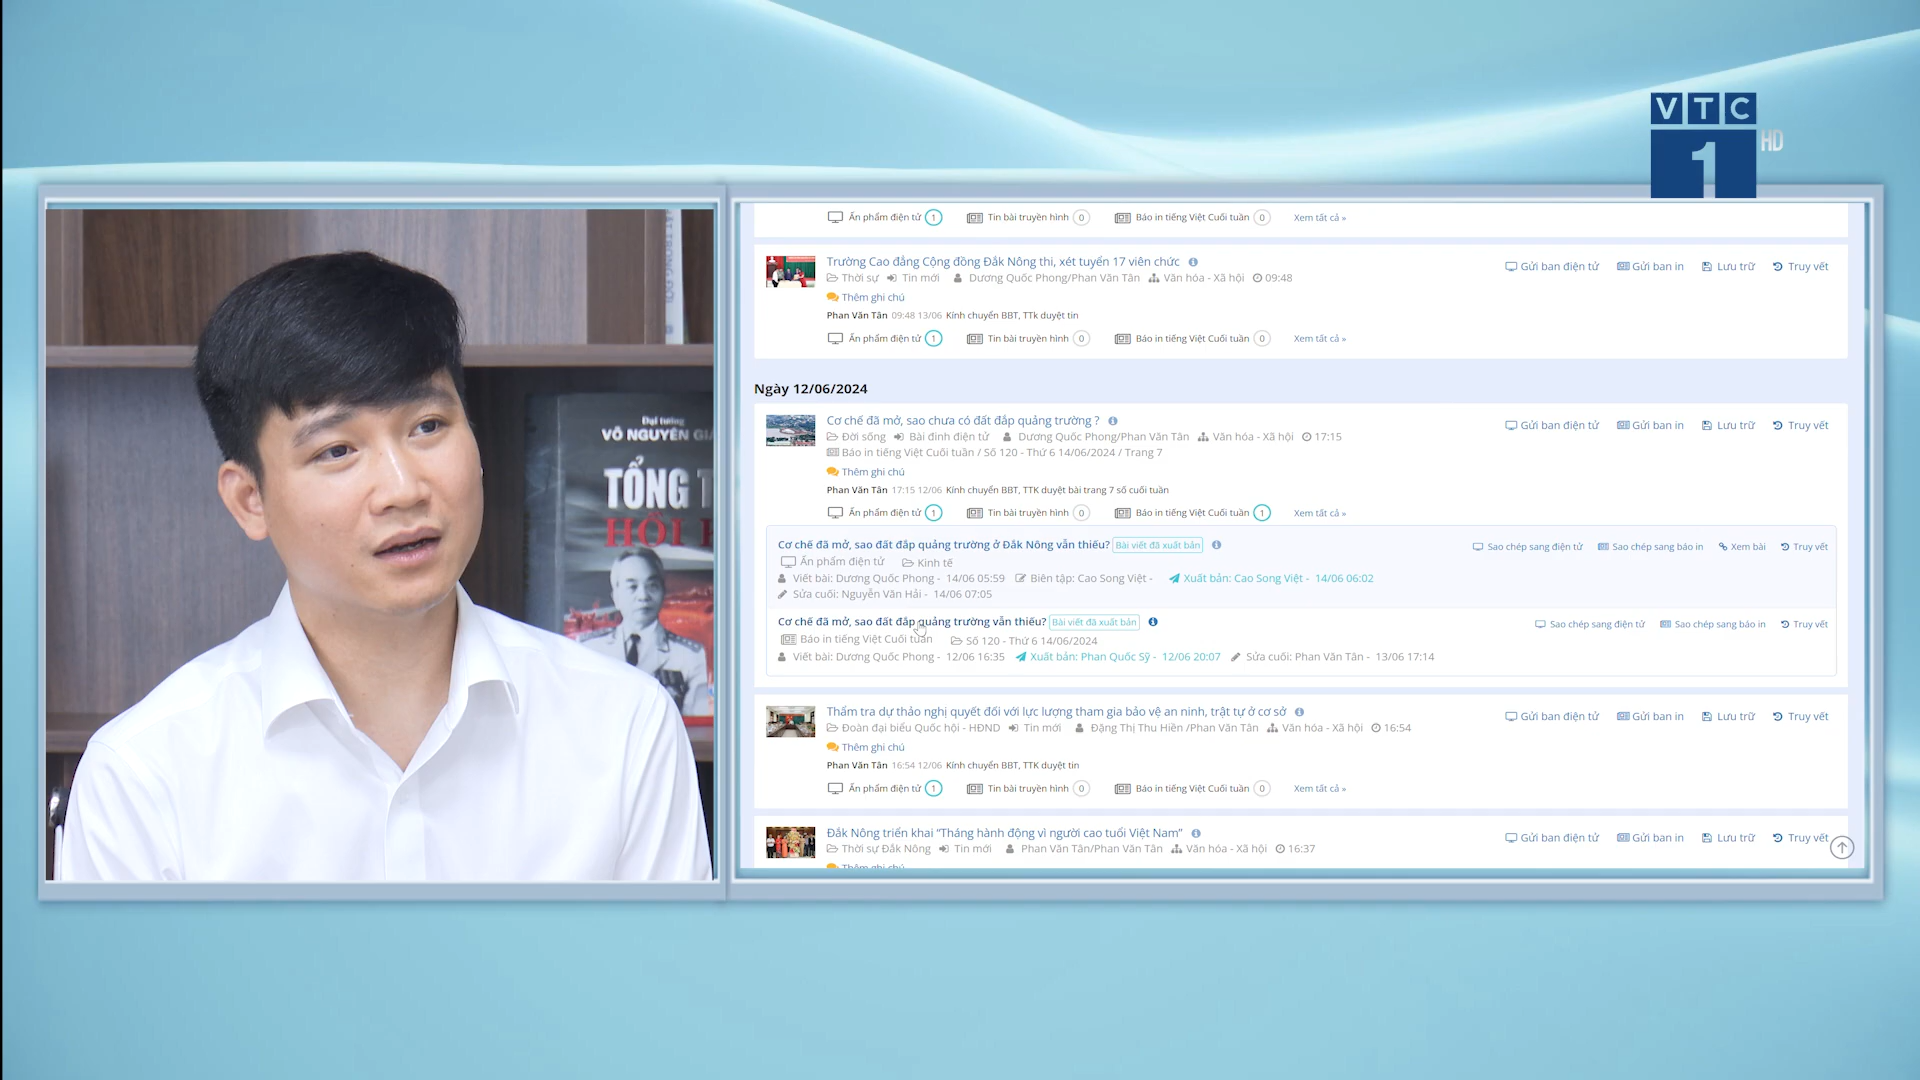 VTC
1
HD
Đại tướng
VÕ NGUYÊN GIÁ
TỔNG T
HỒI
Ấn phẩm điện tử 1 Tin bài truyền hình 0 Báo in tiếng Việt Cuối tuần 0 Xem tất cả »
Trường Cao đẳng Cộng đồng Đắk Nông thi, xét tuyển 17 viên chức Gửi ban điện tử Gửi ban in Lưu trữ Truy vết
Thời sự Tin mới Dương Quốc Phong/Phan Văn Tân Văn hóa - Xã hội 09:48
Thêm ghi chú
Phan Văn Tân 09:48 13/06 Kính chuyển BBT, TTk duyệt tin
Ấn phẩm điện tử 1 Tin bài truyền hình 0 Báo in tiếng Việt Cuối tuần 0 Xem tất cả »
Ngày 12/06/2024
Cơ chế đã mở, sao chưa có đất đắp quảng trường ? Gửi ban điện tử Gửi ban in Lưu trữ Truy vết
Đời sống Bài đinh điện tử Dương Quốc Phong/Phan Văn Tân Văn hóa - Xã hội 17:15
Báo in tiếng Việt Cuối tuần / Số 120 - Thứ 6 14/06/2024 / Trang 7
Thêm ghi chú
Phan Văn Tân 17:15 12/06 Kính chuyển BBT, TTK duyệt bài trang 7 số cuối tuần
Ấn phẩm điện tử 1 Tin bài truyền hình 0 Báo in tiếng Việt Cuối tuần 1 Xem tất cả »
Cơ chế đã mở, sao đất đắp quảng trường ở Đắk Nông vẫn thiếu? Bài viết đã xuất bản Sao chép sang điện tử Sao chép sang báo in Xem bài Truy vết
Ấn phẩm điện tử Kinh tế
Viết bài: Dương Quốc Phong - 14/06 05:59 Biên tập: Cao Song Việt - Xuất bản: Cao Song Việt - 14/06 06:02
Sửa cuối: Nguyễn Văn Hải - 14/06 07:05
Cơ chế đã mở, sao đất đắp quảng trường vẫn thiếu? Bài viết đã xuất bản Sao chép sang điện tử Sao chép sang báo in Truy vết
Báo in tiếng Việt Cuối tuần Số 120 - Thứ 6 14/06/2024
Viết bài: Dương Quốc Phong - 12/06 16:35 Xuất bản: Phan Quốc Sỹ - 12/06 20:07 Sửa cuối: Phan Văn Tân - 13/06 17:14
Thẩm tra dự thảo nghị quyết đối với lực lượng tham gia bảo vệ an ninh, trật tự ở cơ sở Gửi ban điện tử Gửi ban in Lưu trữ Truy vết
Đoàn đại biểu Quốc hội - HĐND Tin mới Đặng Thị Thu Hiền /Phan Văn Tân Văn hóa - Xã hội 16:54
Thêm ghi chú
Phan Văn Tân 16:54 12/06 Kính chuyển BBT, TTK duyệt tin
Ấn phẩm điện tử 1 Tin bài truyền hình 0 Báo in tiếng Việt Cuối tuần 0 Xem tất cả »
Đắk Nông triển khai “Tháng hành động vì người cao tuổi Việt Nam” Gửi ban điện tử Gửi ban in Lưu trữ Truy vết
Thời sự Đắk Nông Tin mới Phan Văn Tân/Phan Văn Tân Văn hóa - Xã hội 16:37
Thêm ghi chú